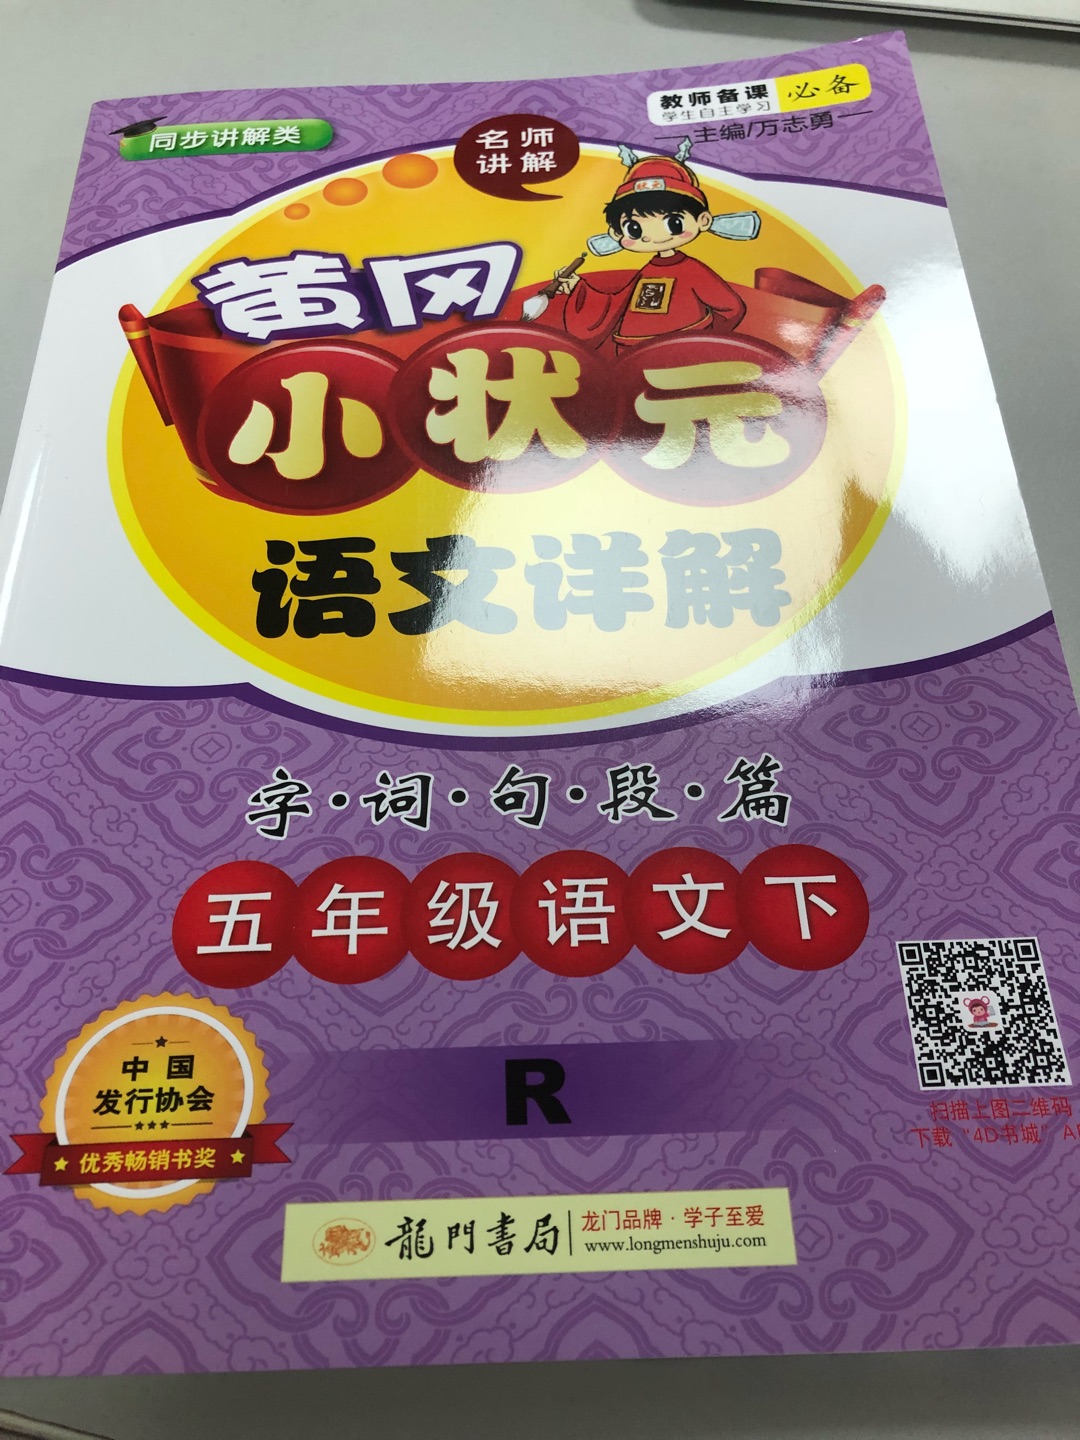 同步讲解类
名师
讲解
教师备课
学生自主学习
必备
主编/万志勇
状元
黄冈
小状元
语文详解
字·词·句·段·篇
五年级语文下
中国
发行协会
优秀畅销书奖
R
扫描上图二维码
下载“4D书城”AP
龍門書局
龙门品牌·学子至爱
www.longmenshuju.com